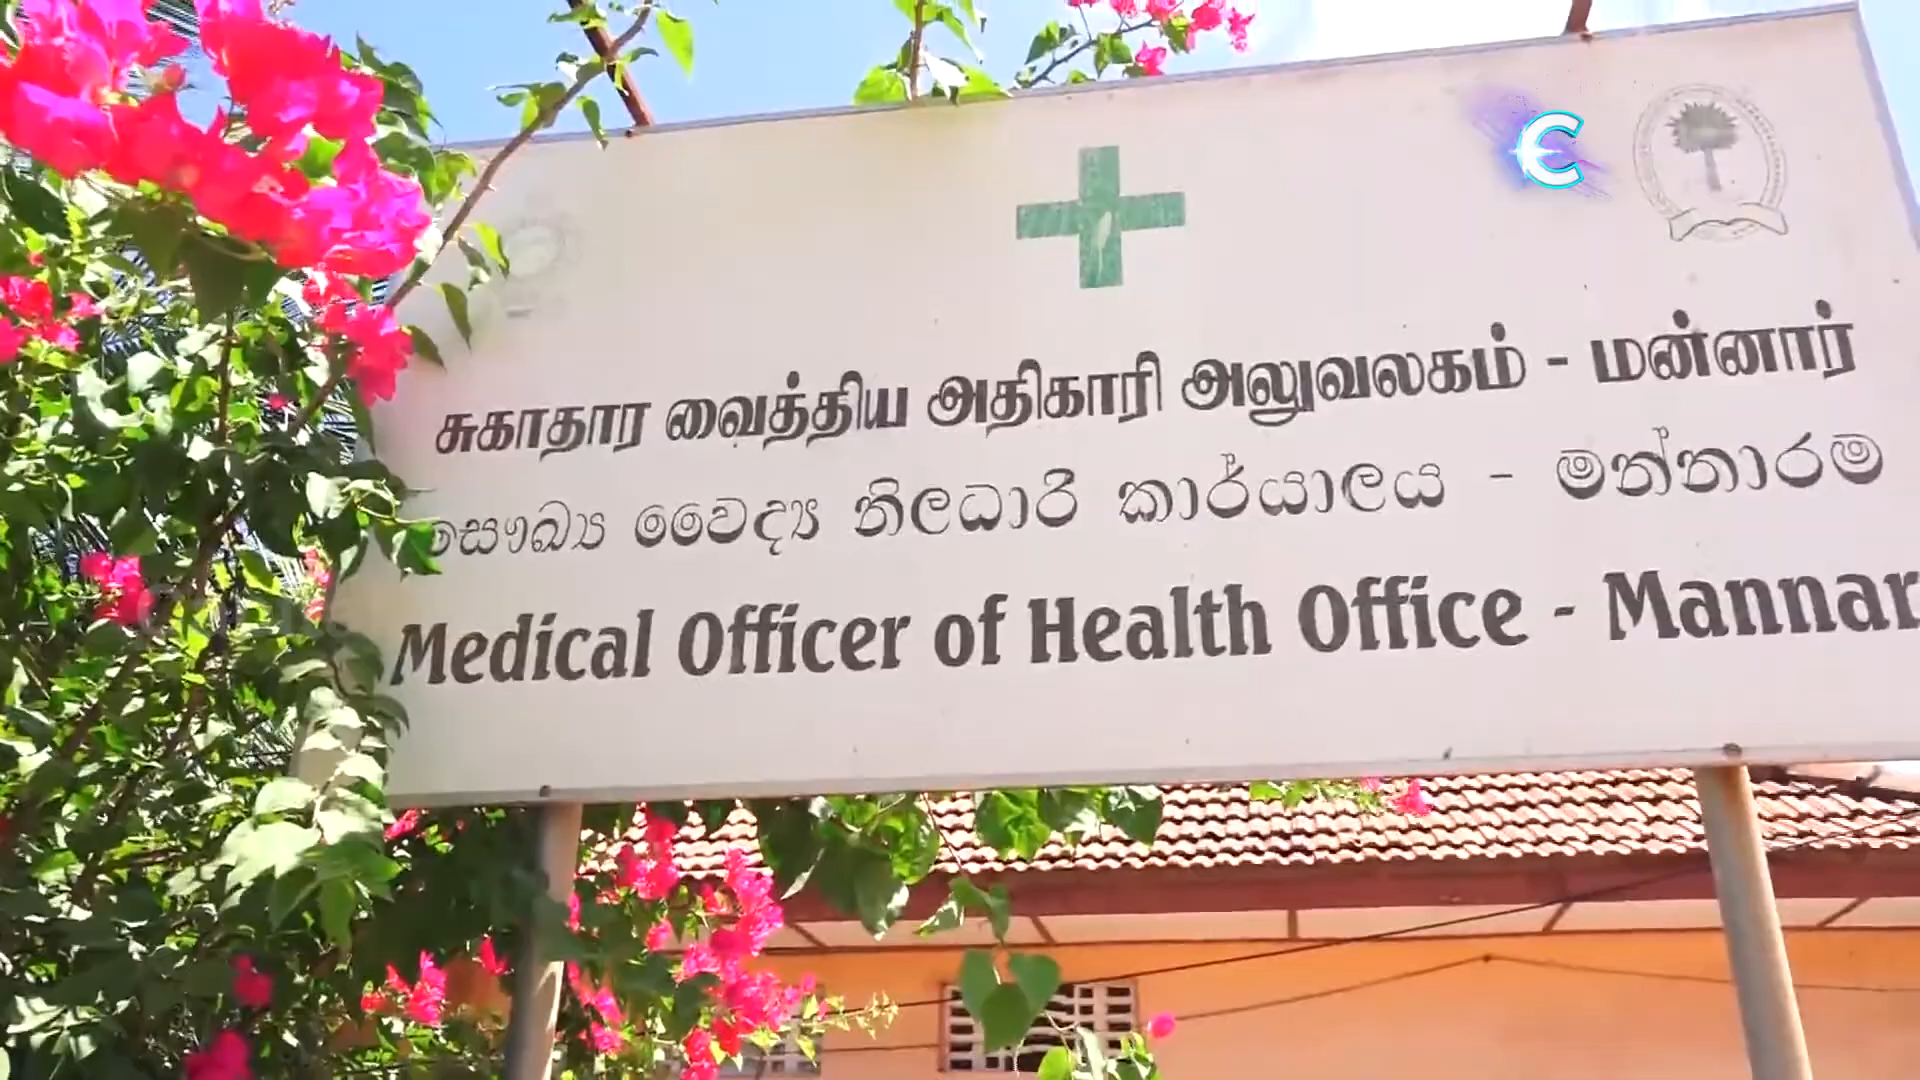 சுகாதார வைத்திய அதிகாரி அலுவலகம் - மன்னார்
සෞඛ්‍ය වෛද්‍ය නිලධාරි කාර්යාලය - මන්නාරම
Medical Officer of Health Office - Mannar